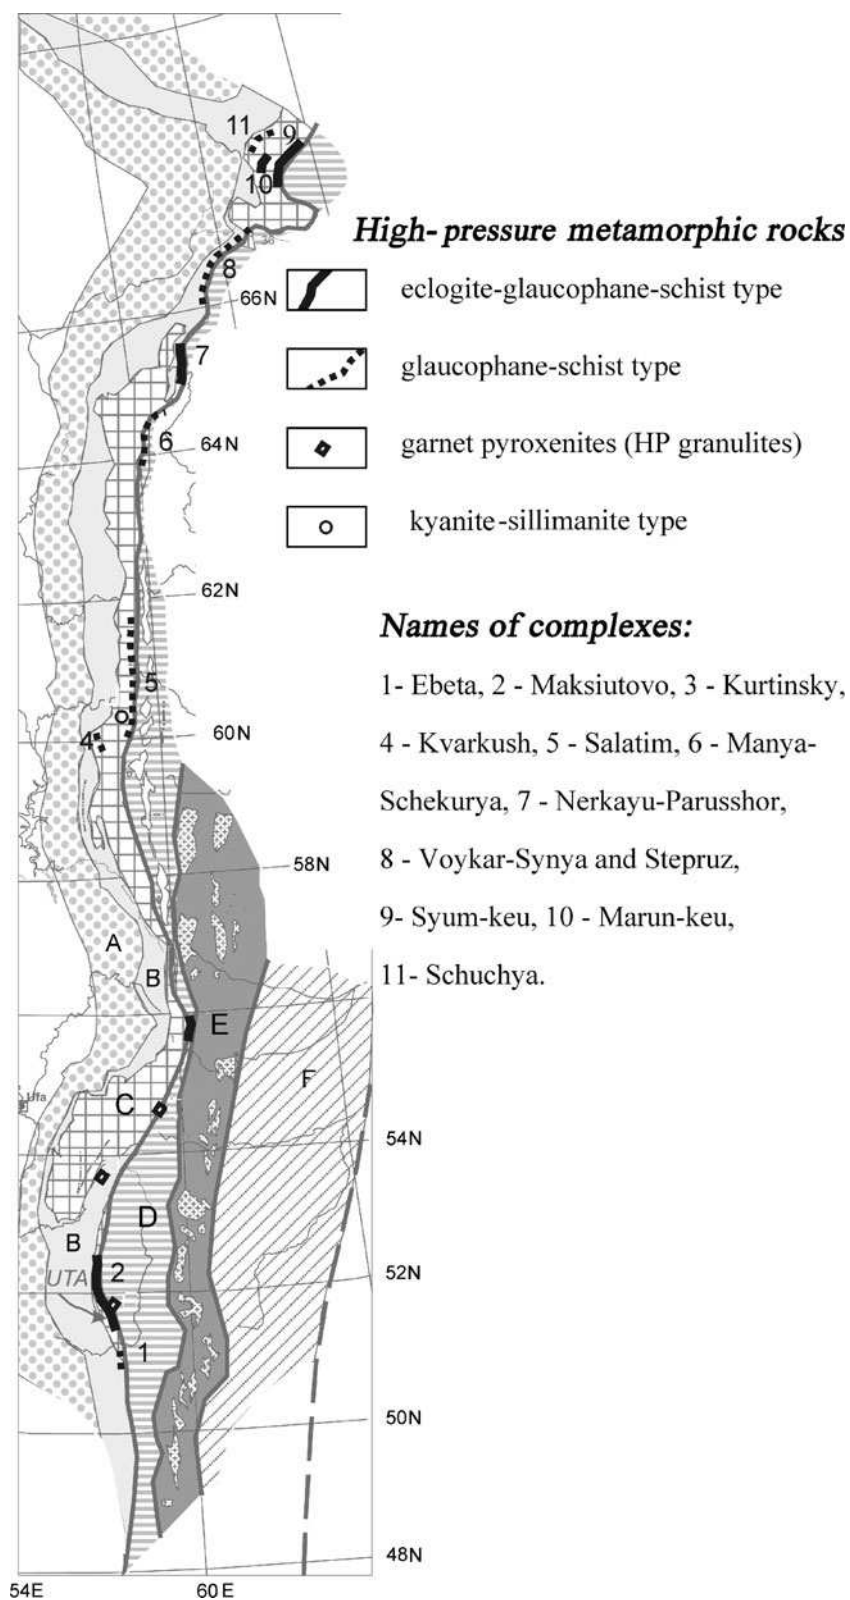 11
9
10
High-pressure metamorphic rocks
8
66N
eclogite-glaucophane-schist type
7
glaucophane-schist type
6
64N
garnet pyroxenites (HP granulites)
kyanite-sillimanite type
62N
Names of complexes:
5
1- Ebeta, 2 - Maksiutovo, 3 - Kurtinsky,
60N
4
4 - Kvarkush, 5 - Salatim, 6 - Manya-
Schekurya, 7 - Nerkayu-Parusshor,
58N
8 - Voykar-Synya and Stepruz,
9- Syum-keu, 10 - Marun-keu,
A
B
11- Schuchya.
E
F
Ufa
C
54N
D
B
UTA
2
52N
1
50N
48N
54E
60E